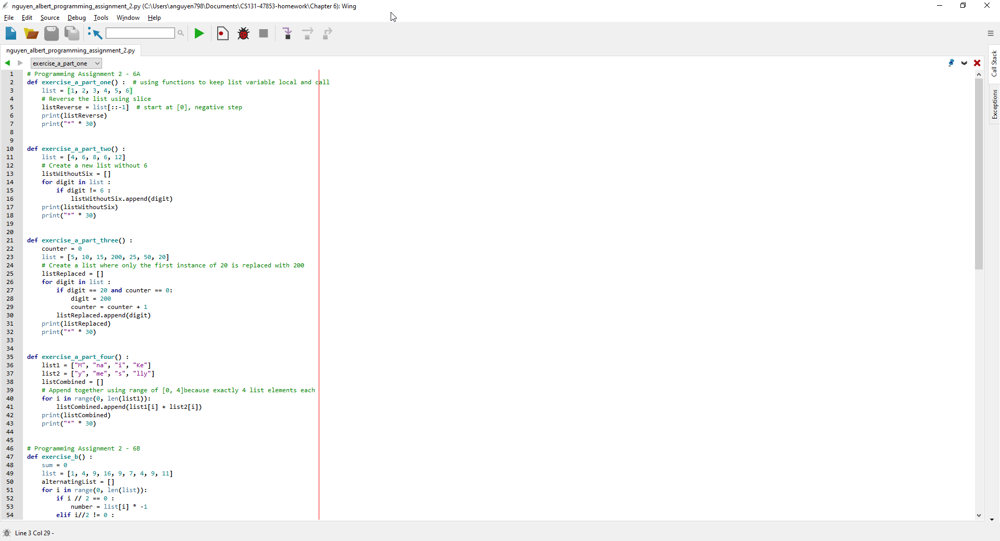 nguyen_albert_programming_assignment_2.py (C:\Users\anguyen798\Documents\CS131-47853-homework\Chapter 6): Wing
File Edit Source Debug Tools Window Help
nguyen_albert_programming_assignment_2.py
exercise_a_part_one
1 # Programming Assignment 2 - 6A
2 def exercise_a_part_one() :  # using functions to keep list variable local and call
3     list = [1, 2, 3, 4, 5, 6]
4     # Reverse the list using slice
5     listReverse = list[::-1]  # start at [0], negative step
6     print(listReverse)
7     print("*" * 30)
8
9
10 def exercise_a_part_two() :
11     list = [4, 6, 8, 6, 12]
12     # Create a new list without 6
13     listWithoutSix = []
14     for digit in list :
15         if digit != 6 :
16             listWithoutSix.append(digit)
17     print(listWithoutSix)
18     print("*" * 30)
19
20
21 def exercise_a_part_three() :
22     counter = 0
23     list = [5, 10, 15, 200, 25, 50, 20]
24     # Create a list where only the first instance of 20 is replaced with 200
25     listReplaced = []
26     for digit in list :
27         if digit == 20 and counter == 0:
28             digit = 200
29             counter = counter + 1
30         listReplaced.append(digit)
31     print(listReplaced)
32     print("*" * 30)
33
34
35 def exercise_a_part_four() :
36     list1 = ["M", "na", "i", "Ke"]
37     list2 = ["y", "me", "s", "lly"]
38     listCombined = []
39     # Append together using range of [0, 4]because exactly 4 list elements each
40     for i in range(0, len(list1)):
41         listCombined.append(list1[i] + list2[i])
42     print(listCombined)
43     print("*" * 30)
44
45
46 # Programming Assignment 2 - 6B
47 def exercise_b() :
48     sum = 0
49     list = [1, 4, 9, 16, 9, 7, 4, 9, 11]
50     alternatingList = []
51     for i in range(0, len(list)):
52         if i // 2 == 0 :
53             number = list[i] * -1
54         elif i//2 != 0 :
Call Stack
Exceptions
Line 3 Col 29 -